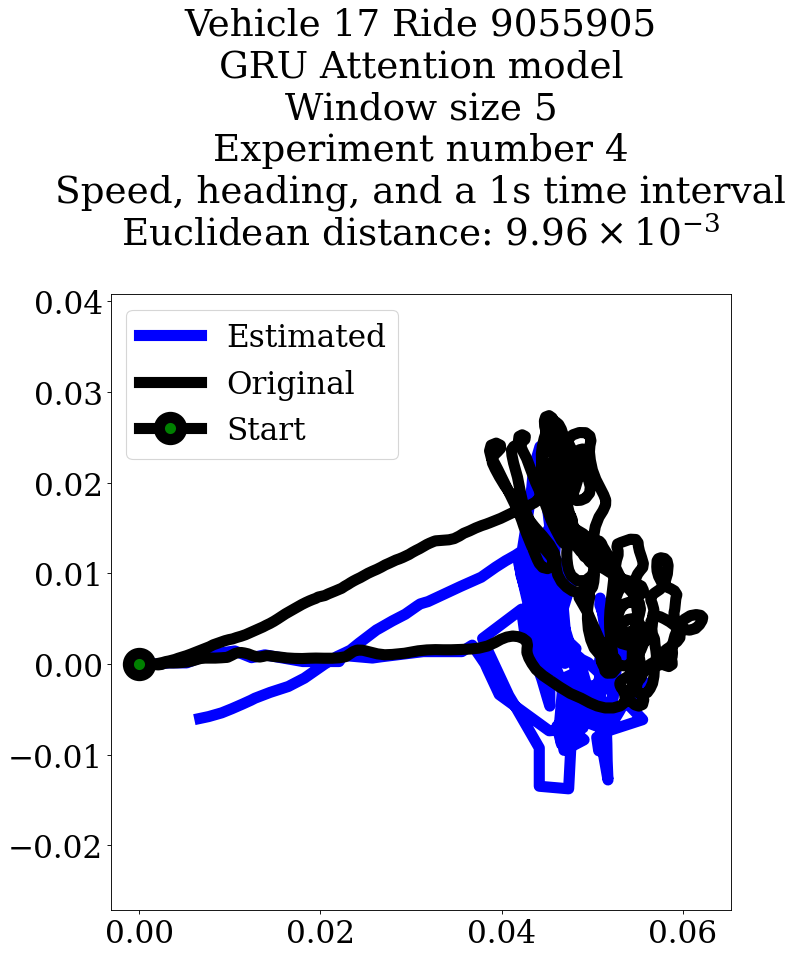 Vehicle 17 Ride 9055905
GRU Attention model
Window size 5
Experiment number 4
Speed, heading, and a 1s time interval
Euclidean distance: 9.96 × 10⁻³
0.04
0.03
0.02
0.01
0.00
−0.01
−0.02
Estimated
Original
Start
0.00 0.02 0.04 0.06